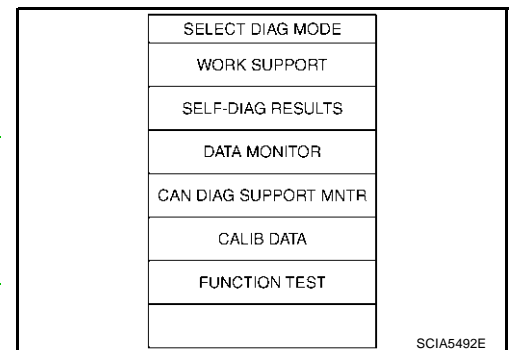 SELECT DIAG MODE
WORK SUPPORT
SELF-DIAG RESULTS
DATA MONITOR
CAN DIAG SUPPORT MNTR
CALIB DATA
FUNCTION TEST
SCIA5492E